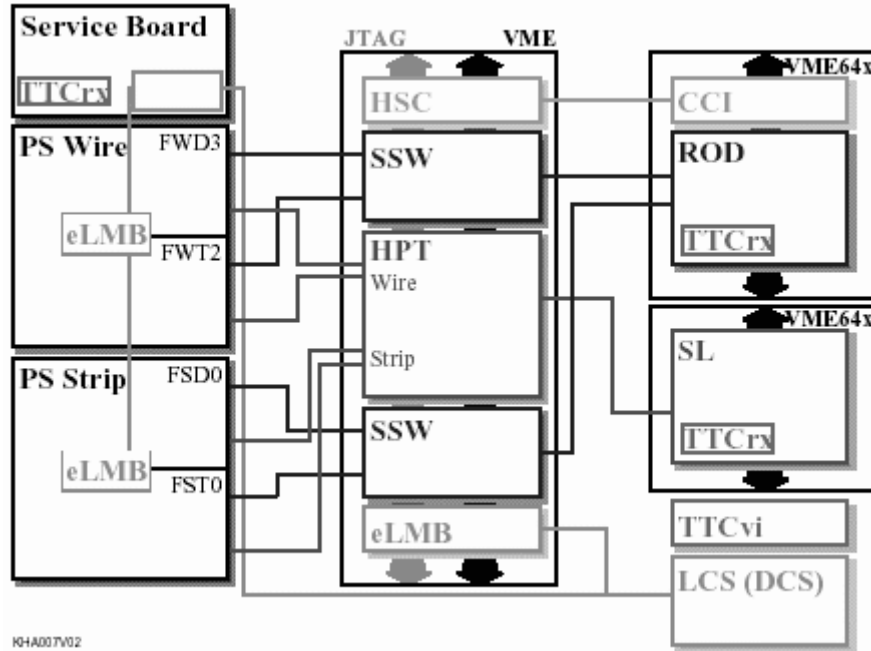 Service Board
TTCrx
PS Wire
FWD3
eLMB
FWT2
PS Strip
FSD0
eLMB
FST0
JTAG
VME
HSC
SSW
HPT
Wire
Strip
SSW
eLMB
VME64x
CCI
ROD
TTCrx
VME64x
SL
TTCrx
TTCvi
LCS (DCS)
KHA007V02